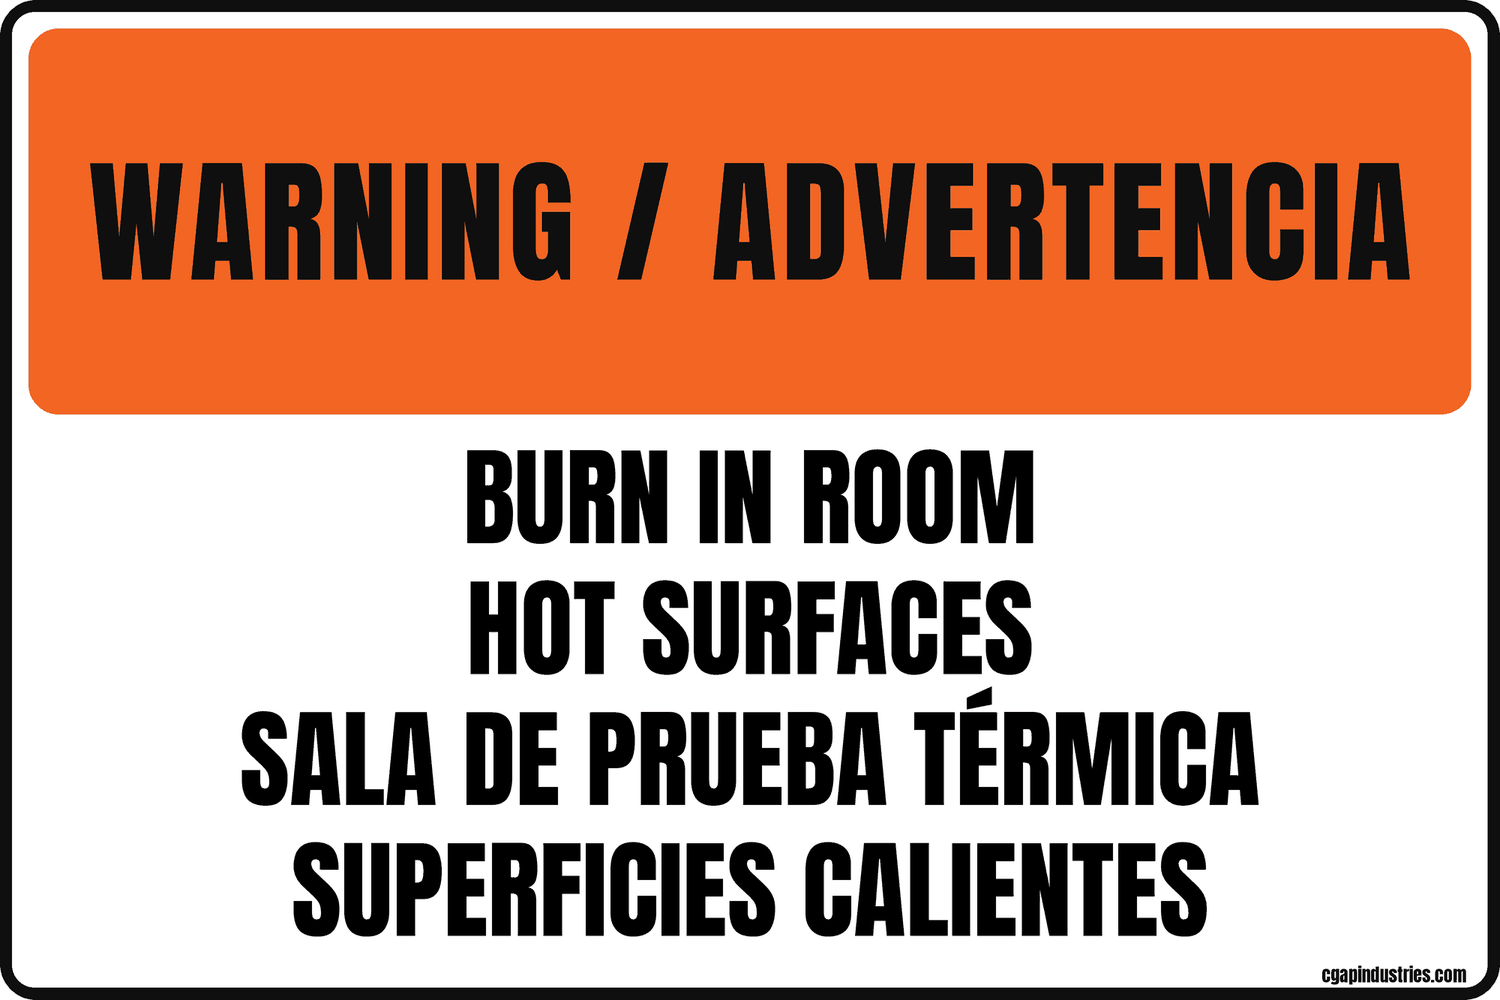 WARNING / ADVERTENCIA
BURN IN ROOM
HOT SURFACES
SALA DE PRUEBA TÉRMICA
SUPERFICIES CALIENTES
cgapindustries.com